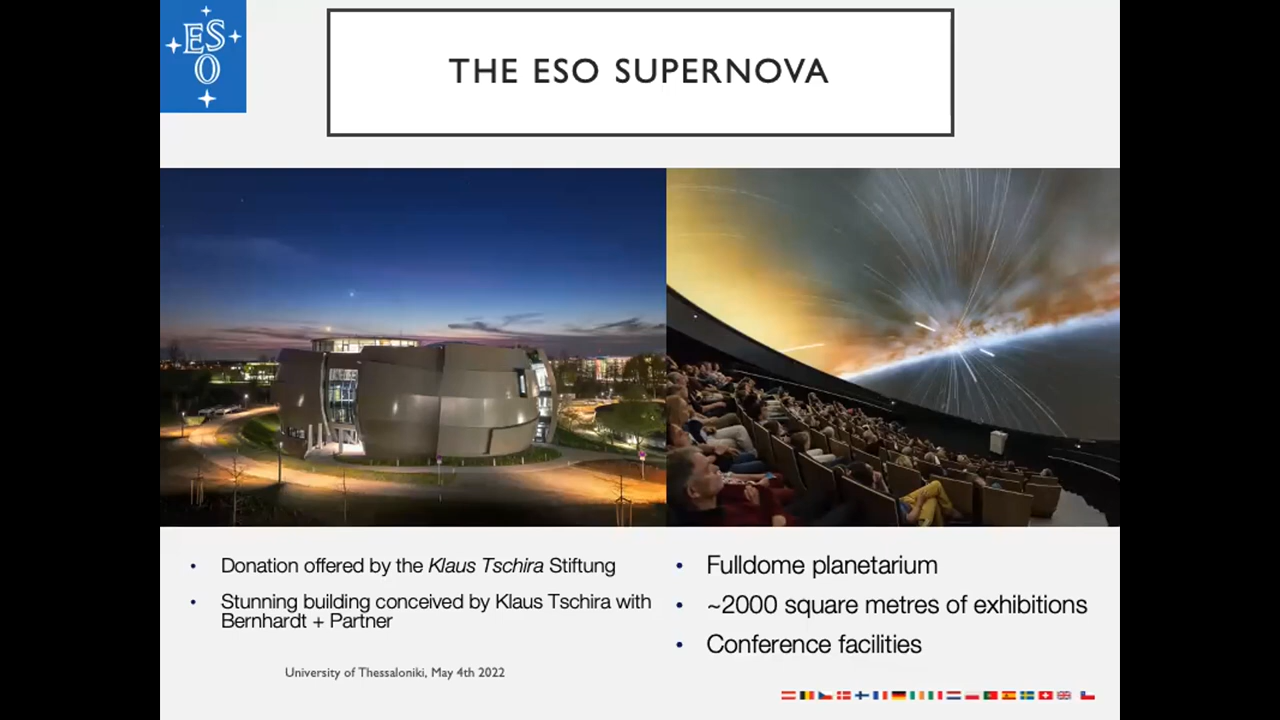 ESO
THE ESO SUPERNOVA
• Donation offered by the Klaus Tschira Stiftung
• Stunning building conceived by Klaus Tschira with
Bernhardt + Partner
• Fulldome planetarium
• ~2000 square metres of exhibitions
• Conference facilities
University of Thessaloniki, May 4th 2022